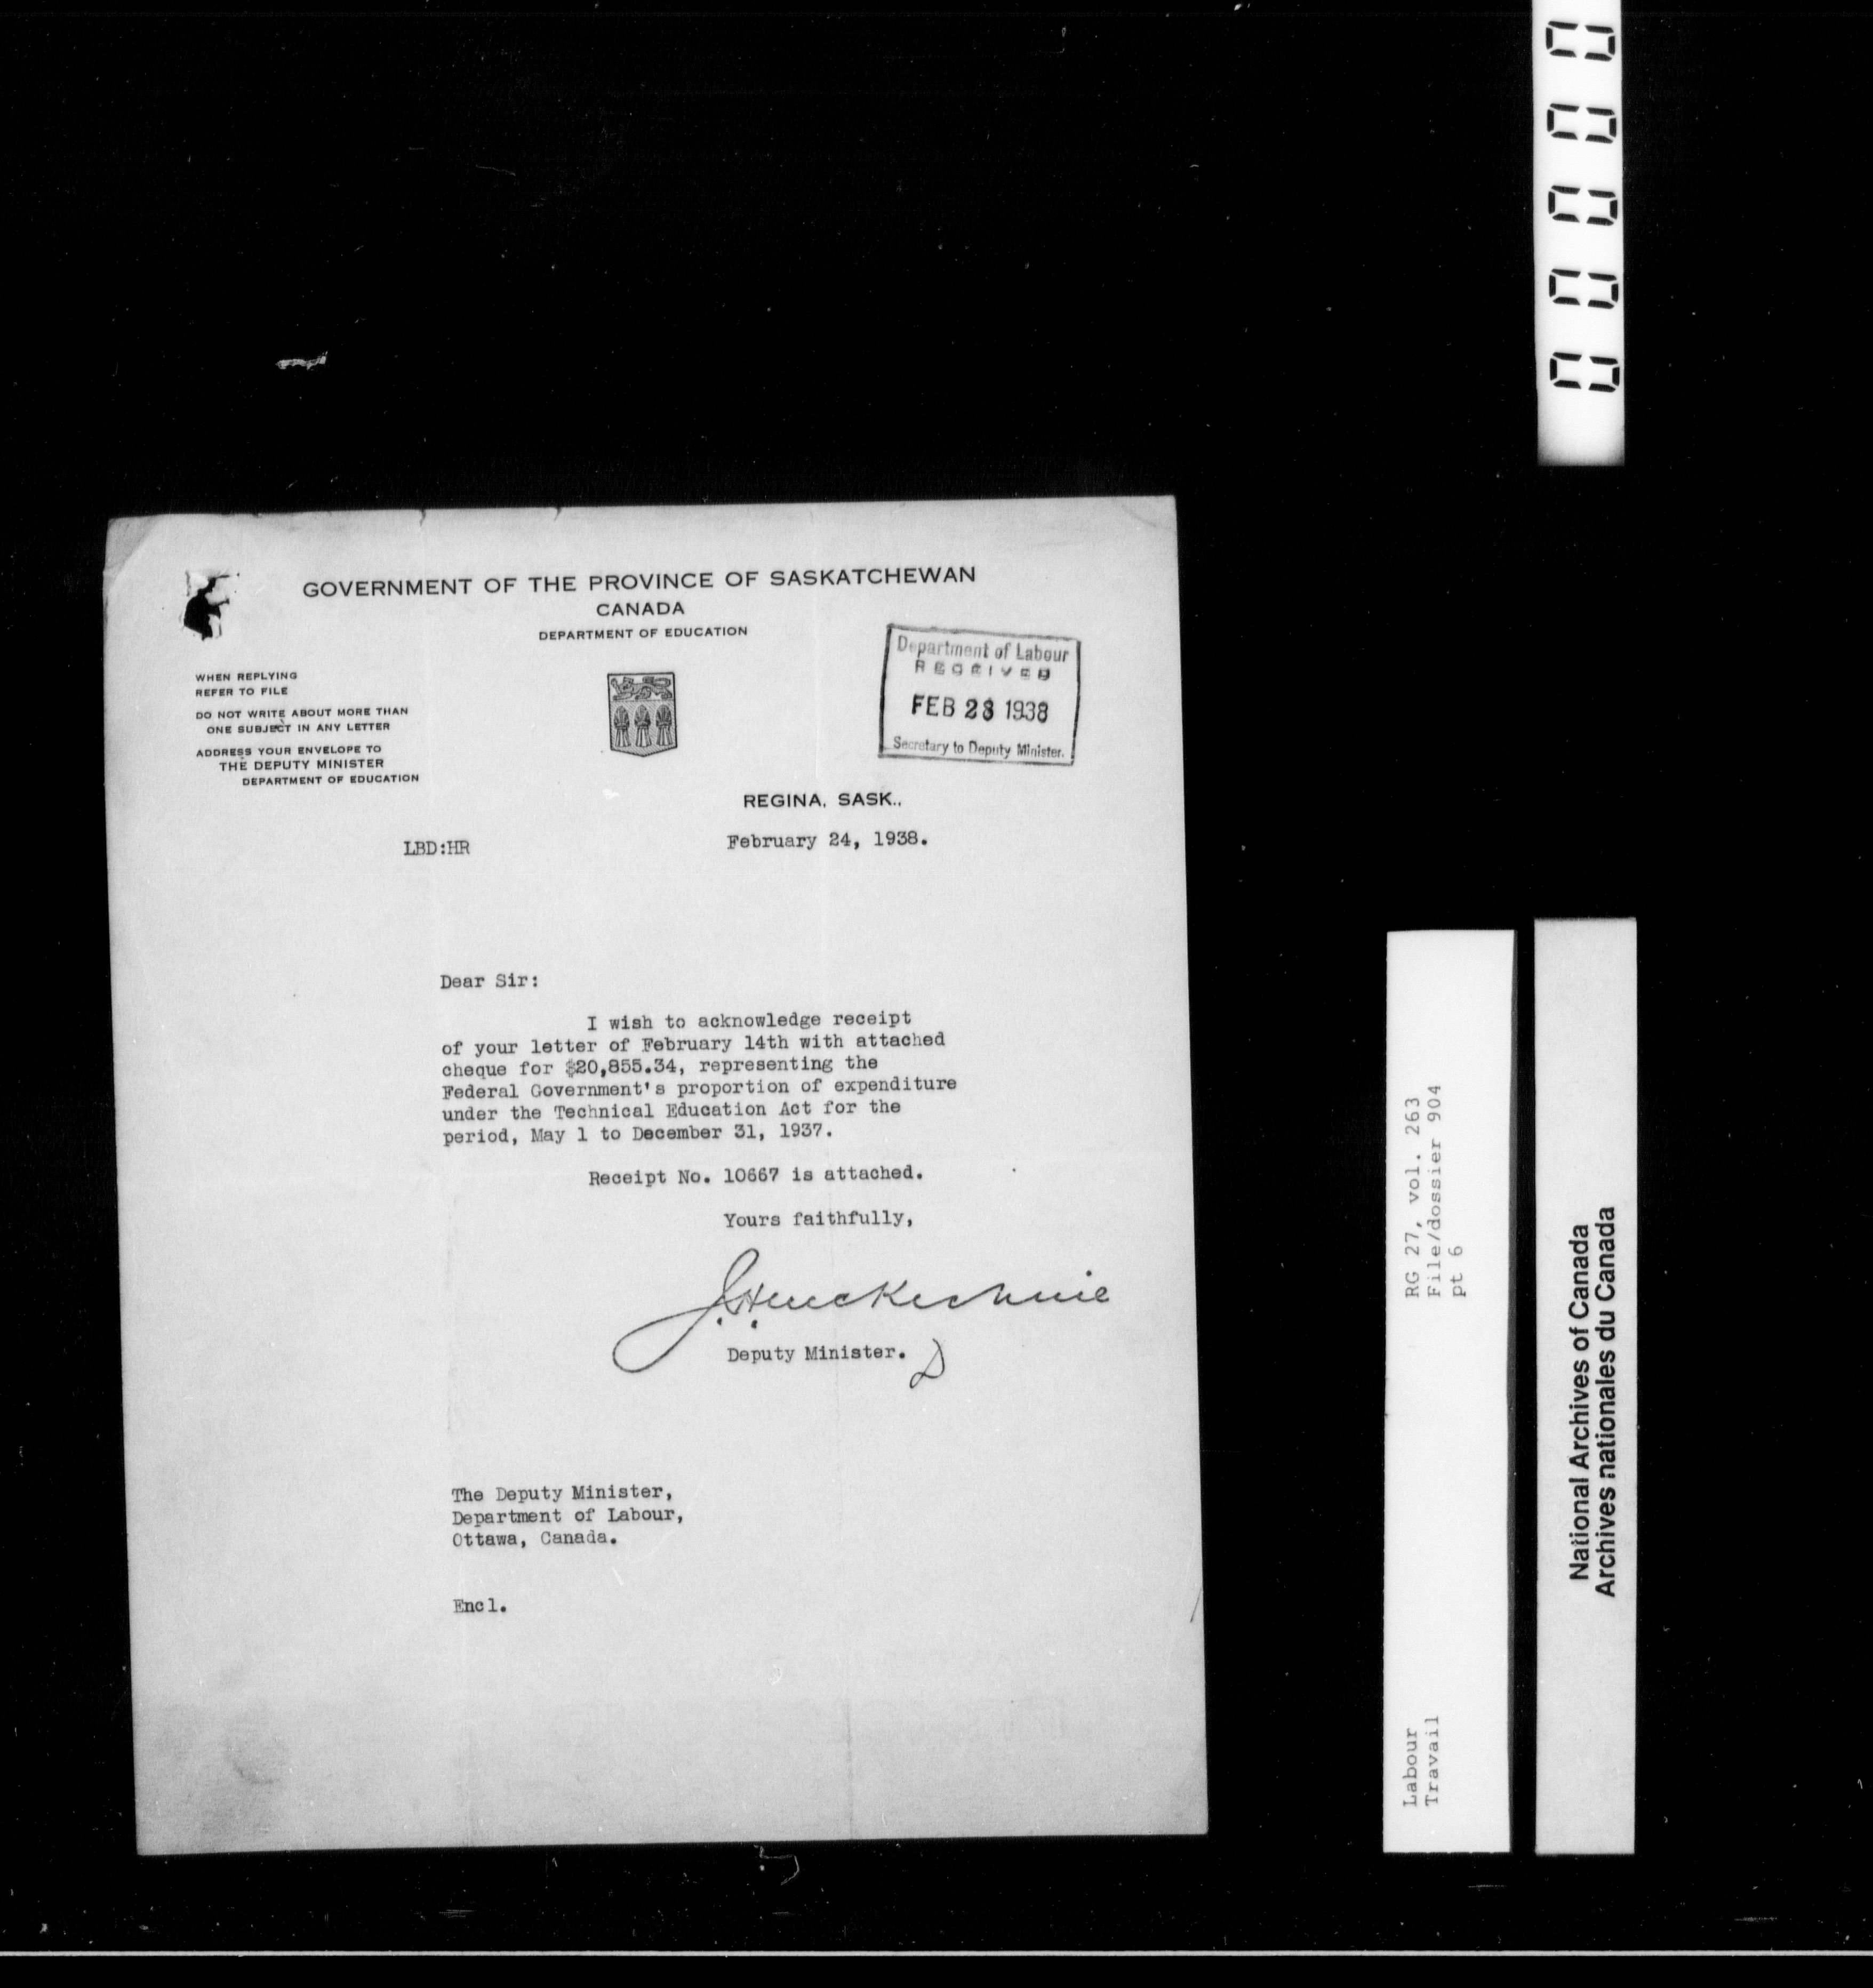 GOVERNMENT OF THE PROVINCE OF SASKATCHEWAN
CANADA
DEPARTMENT OF EDUCATION
WHEN REPLYING
REFER TO FILE
DO NOT WRITE ABOUT MORE THAN
ONE SUBJECT IN ANY LETTER
ADDRESS YOUR ENVELOPE TO
THE DEPUTY MINISTER
DEPARTMENT OF EDUCATION
Department of Labour
RECEIVED
FEB 28 1938
Secretary to Deputy Minister.
REGINA, SASK.,
LBD:HR
February 24, 1938.
Dear Sir:
I wish to acknowledge receipt
of your letter of February 14th with attached
cheque for $20,855.34, representing the
Federal Government's proportion of expenditure
under the Technical Education Act for the
period, May 1 to December 31, 1937.
Receipt No. 10667 is attached.
Yours faithfully,
J.H. McKechnie
Deputy Minister.
The Deputy Minister,
Department of Labour,
Ottawa, Canada.
Encl.
00000
RG 27, vol. 263
File/dossier 904
pt 6
Labour
Travail
National Archives of Canada
Archives nationales du Canada